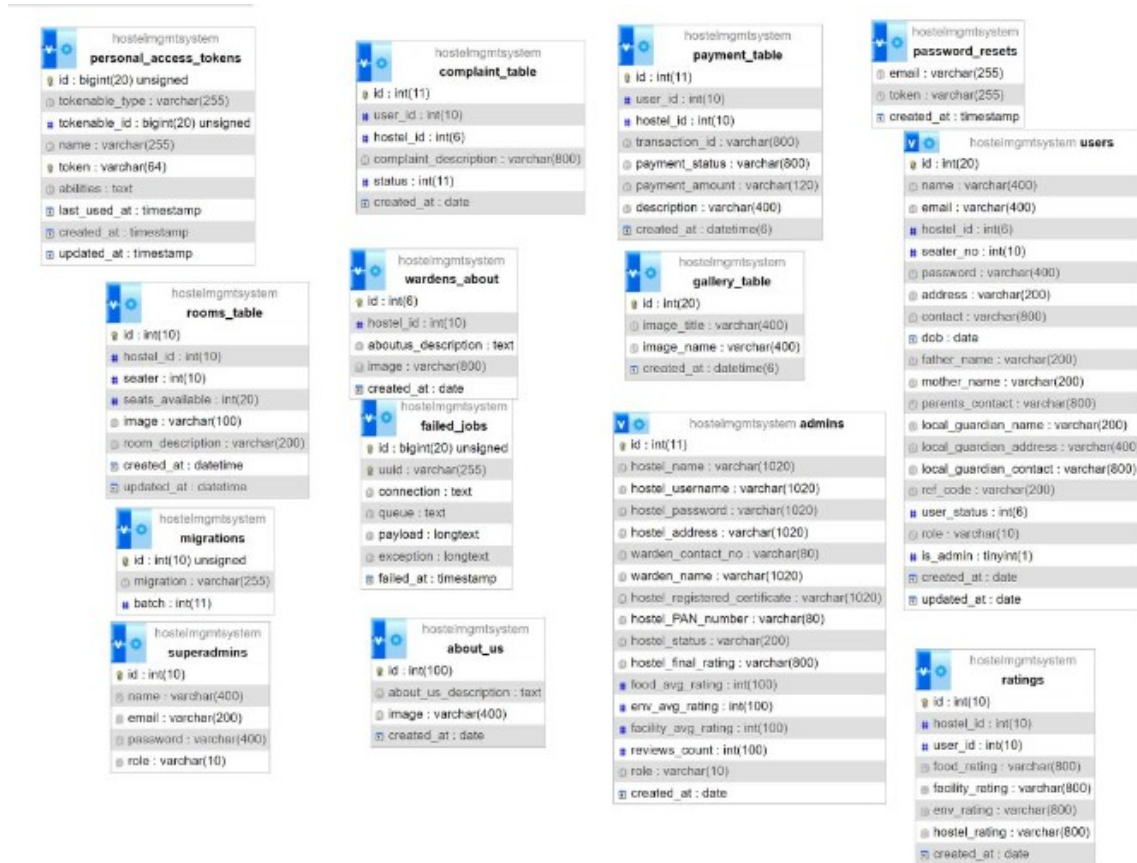 hostelmgmtsystem
personal_access_tokens
id : bigint(20) unsigned
tokenable_type : varchar(255)
tokenable_id : bigint(20) unsigned
name : varchar(255)
token : varchar(64)
abilities : text
last_used_at : timestamp
created_at : timestamp
updated_at : timestamp
hostelmgmtsystem
complaint_table
id : int(11)
user_id : int(10)
hostel_id : int(6)
complaint_description : varchar(800)
status : int(11)
created_at : date
hostelmgmtsystem
payment_table
id : int(11)
user_id : int(10)
hostel_id : int(10)
transaction_id : varchar(800)
payment_status : varchar(800)
payment_amount : varchar(120)
description : varchar(400)
created_at : datetime(6)
hostelmgmtsystem
password_resets
email : varchar(255)
token : varchar(255)
created_at : timestamp
hostelmgmtsystem users
id : int(20)
name : varchar(400)
email : varchar(400)
hostel_id : int(6)
seater_no : int(10)
password : varchar(400)
address : varchar(200)
contact : varchar(800)
dob : date
father_name : varchar(200)
mother_name : varchar(200)
parents_contact : varchar(800)
local_guardian_name : varchar(200)
local_guardian_address : varchar(400)
local_guardian_contact : varchar(800)
ref_code : varchar(200)
user_status : int(6)
role : varchar(10)
is_admin : tinyint(1)
created_at : date
updated_at : date
hostelmgmtsystem
wardens_about
id : int(6)
hostel_id : int(10)
aboutus_description : text
image : varchar(800)
created_at : date
hostelmgmtsystem
gallery_table
id : int(20)
image_title : varchar(400)
image_name : varchar(400)
created_at : datetime(6)
hostelmgmtsystem
rooms_table
id : int(10)
hostel_id : int(10)
seater : int(10)
seats_available : int(20)
image : varchar(100)
room_description : varchar(200)
created_at : datetime
updated_at : datetime
hostelmgmtsystem
failed_jobs
id : bigint(20) unsigned
uuid : varchar(255)
connection : text
queue : text
payload : longtext
exception : longtext
failed_at : timestamp
hostelmgmtsystem admins
id : int(11)
hostel_name : varchar(1020)
hostel_username : varchar(1020)
hostel_password : varchar(1020)
hostel_address : varchar(1020)
warden_contact_no : varchar(80)
warden_name : varchar(1020)
hostel_registered_certificate : varchar(1020)
hostel_PAN_number : varchar(80)
hostel_status : varchar(200)
hostel_final_rating : varchar(800)
food_avg_rating : int(100)
env_avg_rating : int(100)
facility_avg_rating : int(100)
reviews_count : int(100)
role : varchar(10)
created_at : date
hostelmgmtsystem
migrations
id : int(10) unsigned
migration : varchar(255)
batch : int(11)
hostelmgmtsystem
superadmins
id : int(10)
name : varchar(400)
email : varchar(200)
password : varchar(400)
role : varchar(10)
hostelmgmtsystem
about_us
id : int(100)
about_us_description : text
image : varchar(400)
created_at : date
hostelmgmtsystem
ratings
id : int(10)
hostel_id : int(10)
user_id : int(10)
food_rating : varchar(800)
facility_rating : varchar(800)
env_rating : varchar(800)
hostel_rating : varchar(800)
created_at : date